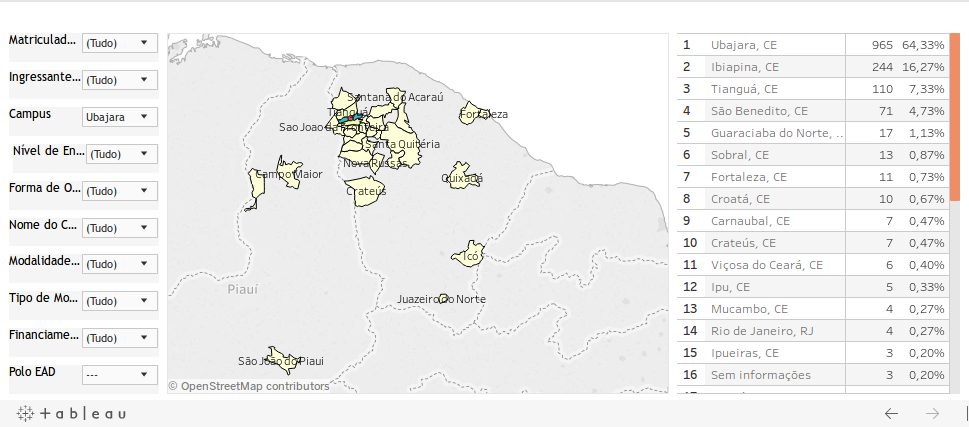 Matriculad...
(Tudo)
Ingressante...
(Tudo)
Campus
Ubajara
Nível de En...
(Tudo)
Forma de O...
(Tudo)
Nome do C...
(Tudo)
Modalidade...
(Tudo)
Tipo de Mo...
(Tudo)
Financiame...
(Tudo)
Polo EAD
---
Santana do Acaraú
Tianguá
Fortaleza
Sao Joao da Fronteira
Santa Quitéria
Nova Russas
Campo Maior
Quixadá
Crateús
Icó
Piauí
Juazeiro do Norte
São João do Piaui
© OpenStreetMap contributors
1 Ubajara, CE 965 64,33%
2 Ibiapina, CE 244 16,27%
3 Tianguá, CE 110 7,33%
4 São Benedito, CE 71 4,73%
5 Guaraciaba do Norte, .. 17 1,13%
6 Sobral, CE 13 0,87%
7 Fortaleza, CE 11 0,73%
8 Croatá, CE 10 0,67%
9 Carnaubal, CE 7 0,47%
10 Crateús, CE 7 0,47%
11 Viçosa do Ceará, CE 6 0,40%
12 Ipu, CE 5 0,33%
13 Mucambo, CE 4 0,27%
14 Rio de Janeiro, RJ 4 0,27%
15 Ipueiras, CE 3 0,20%
16 Sem informações 3 0,20%
+ableau